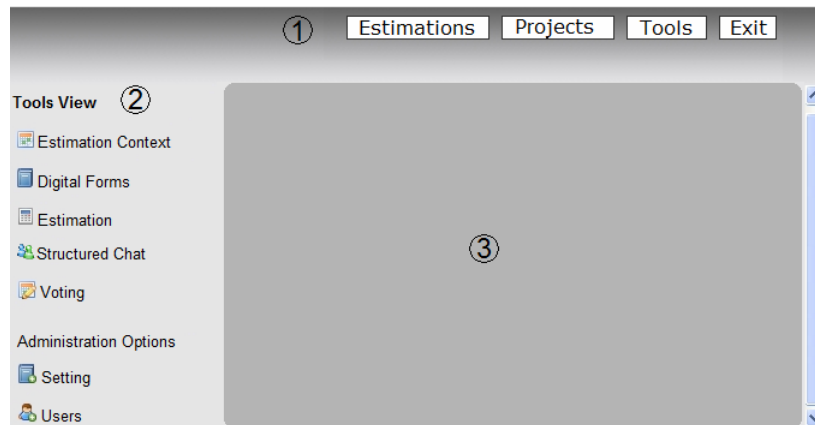 ① Estimations Projects Tools Exit
Tools View ②
Estimation Context
Digital Forms
Estimation
Structured Chat
Voting
③
Administration Options
Setting
Users